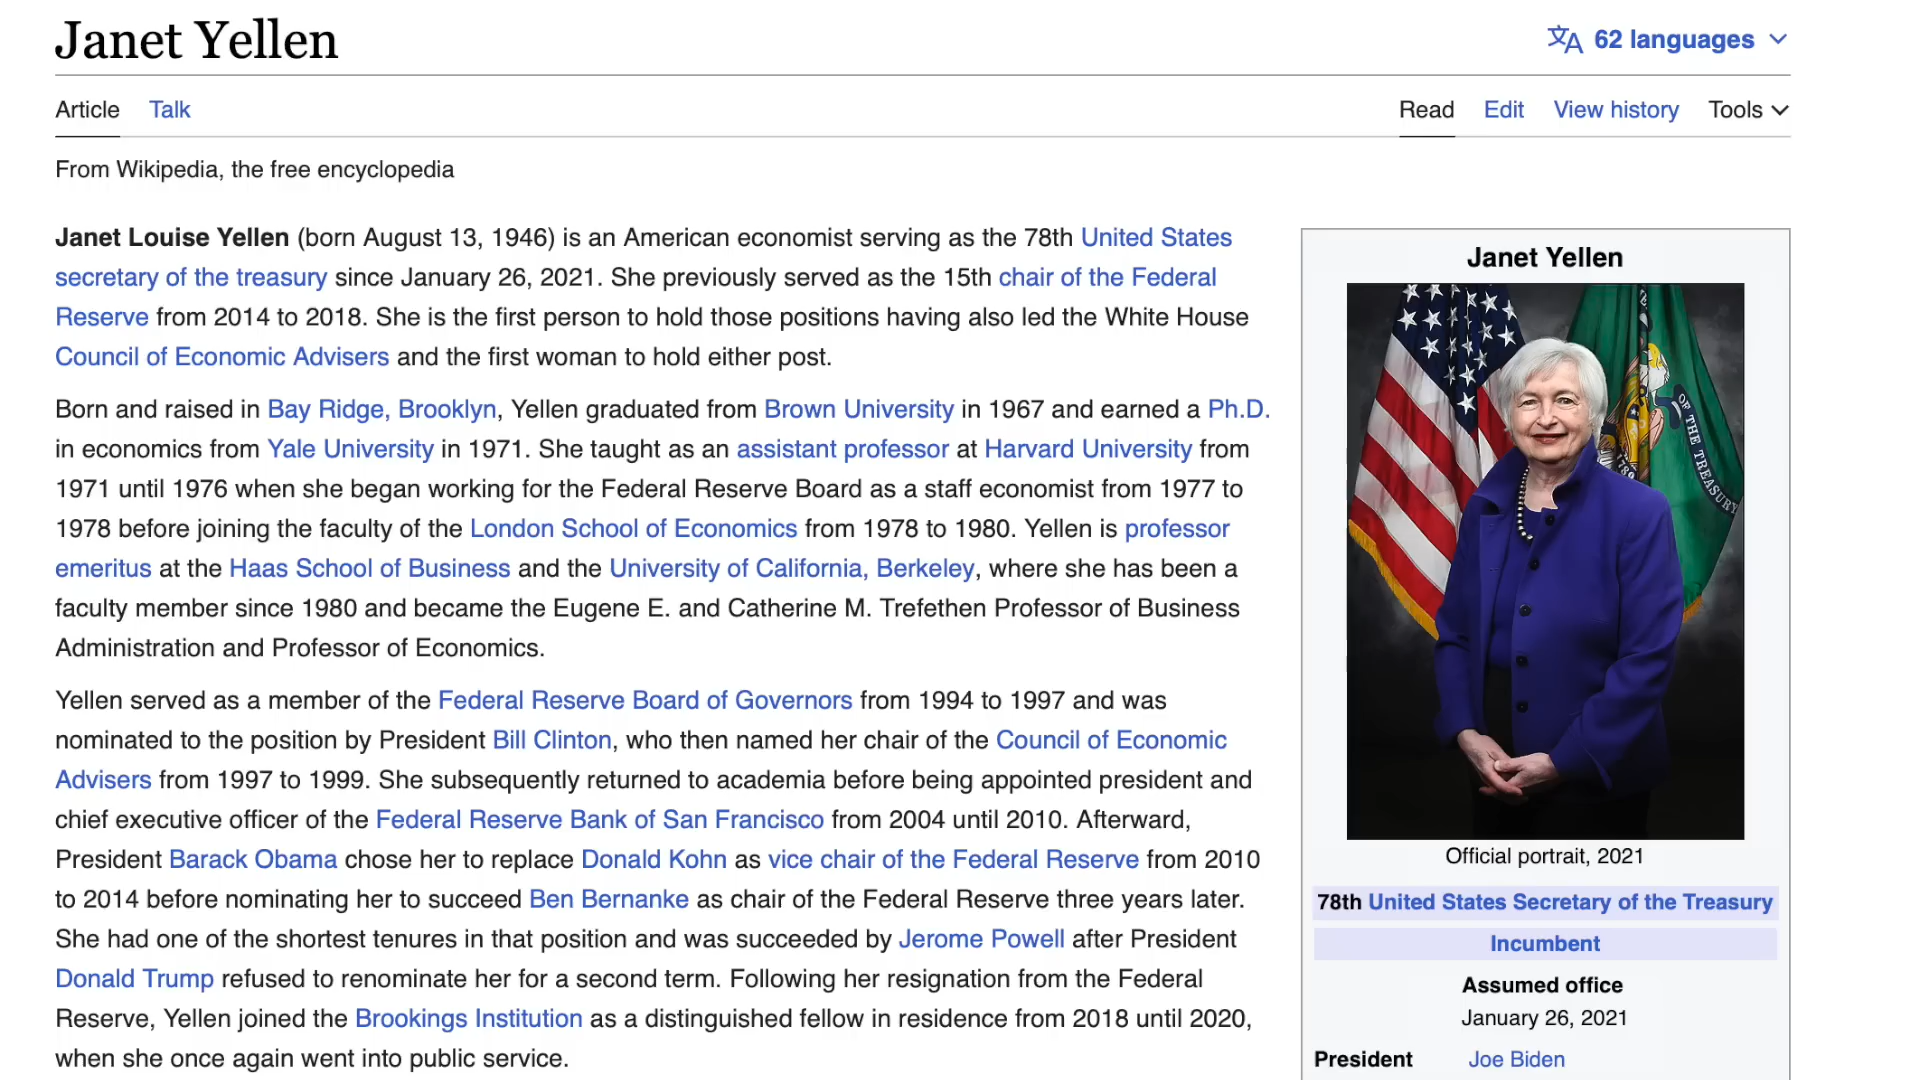 Janet Yellen
62 languages
Article Talk
Read Edit View history Tools
From Wikipedia, the free encyclopedia
Janet Louise Yellen (born August 13, 1946) is an American economist serving as the 78th United States
secretary of the treasury since January 26, 2021. She previously served as the 15th chair of the Federal
Reserve from 2014 to 2018. She is the first person to hold those positions having also led the White House
Council of Economic Advisers and the first woman to hold either post.
Born and raised in Bay Ridge, Brooklyn, Yellen graduated from Brown University in 1967 and earned a Ph.D.
in economics from Yale University in 1971. She taught as an assistant professor at Harvard University from
1971 until 1976 when she began working for the Federal Reserve Board as a staff economist from 1977 to
1978 before joining the faculty of the London School of Economics from 1978 to 1980. Yellen is professor
emeritus at the Haas School of Business and the University of California, Berkeley, where she has been a
faculty member since 1980 and became the Eugene E. and Catherine M. Trefethen Professor of Business
Administration and Professor of Economics.
Yellen served as a member of the Federal Reserve Board of Governors from 1994 to 1997 and was
nominated to the position by President Bill Clinton, who then named her chair of the Council of Economic
Advisers from 1997 to 1999. She subsequently returned to academia before being appointed president and
chief executive officer of the Federal Reserve Bank of San Francisco from 2004 until 2010. Afterward,
President Barack Obama chose her to replace Donald Kohn as vice chair of the Federal Reserve from 2010
to 2014 before nominating her to succeed Ben Bernanke as chair of the Federal Reserve three years later.
She had one of the shortest tenures in that position and was succeeded by Jerome Powell after President
Donald Trump refused to renominate her for a second term. Following her resignation from the Federal
Reserve, Yellen joined the Brookings Institution as a distinguished fellow in residence from 2018 until 2020,
when she once again went into public service.
Janet Yellen
OF THE TREASURY
1789
Official portrait, 2021
78th United States Secretary of the Treasury
Incumbent
Assumed office
January 26, 2021
President Joe Biden